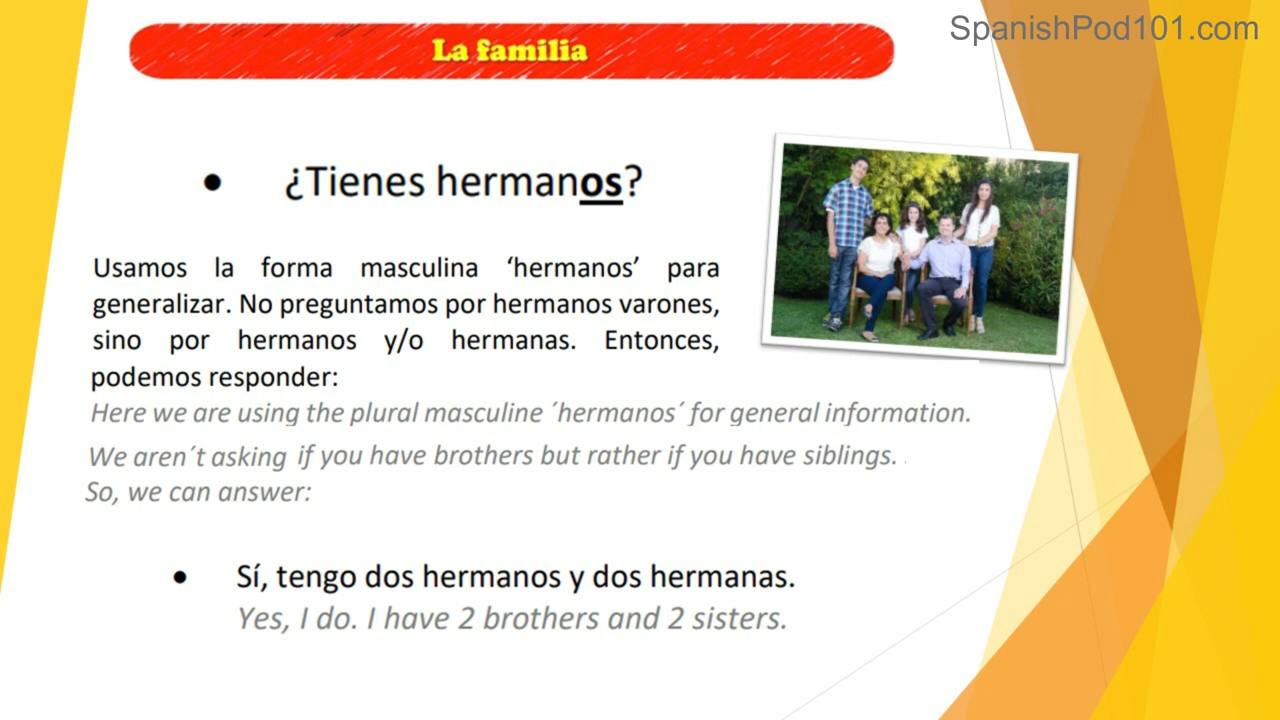 SpanishPod101.com
La familia
• ¿Tienes hermanos?
Usamos la forma masculina ‘hermanos’ para
generalizar. No preguntamos por hermanos varones,
sino por hermanos y/o hermanas. Entonces,
podemos responder:
Here we are using the plural masculine ´hermanos´ for general information.
We aren´t asking if you have brothers but rather if you have siblings.
So, we can answer:
• Sí, tengo dos hermanos y dos hermanas.
Yes, I do. I have 2 brothers and 2 sisters.